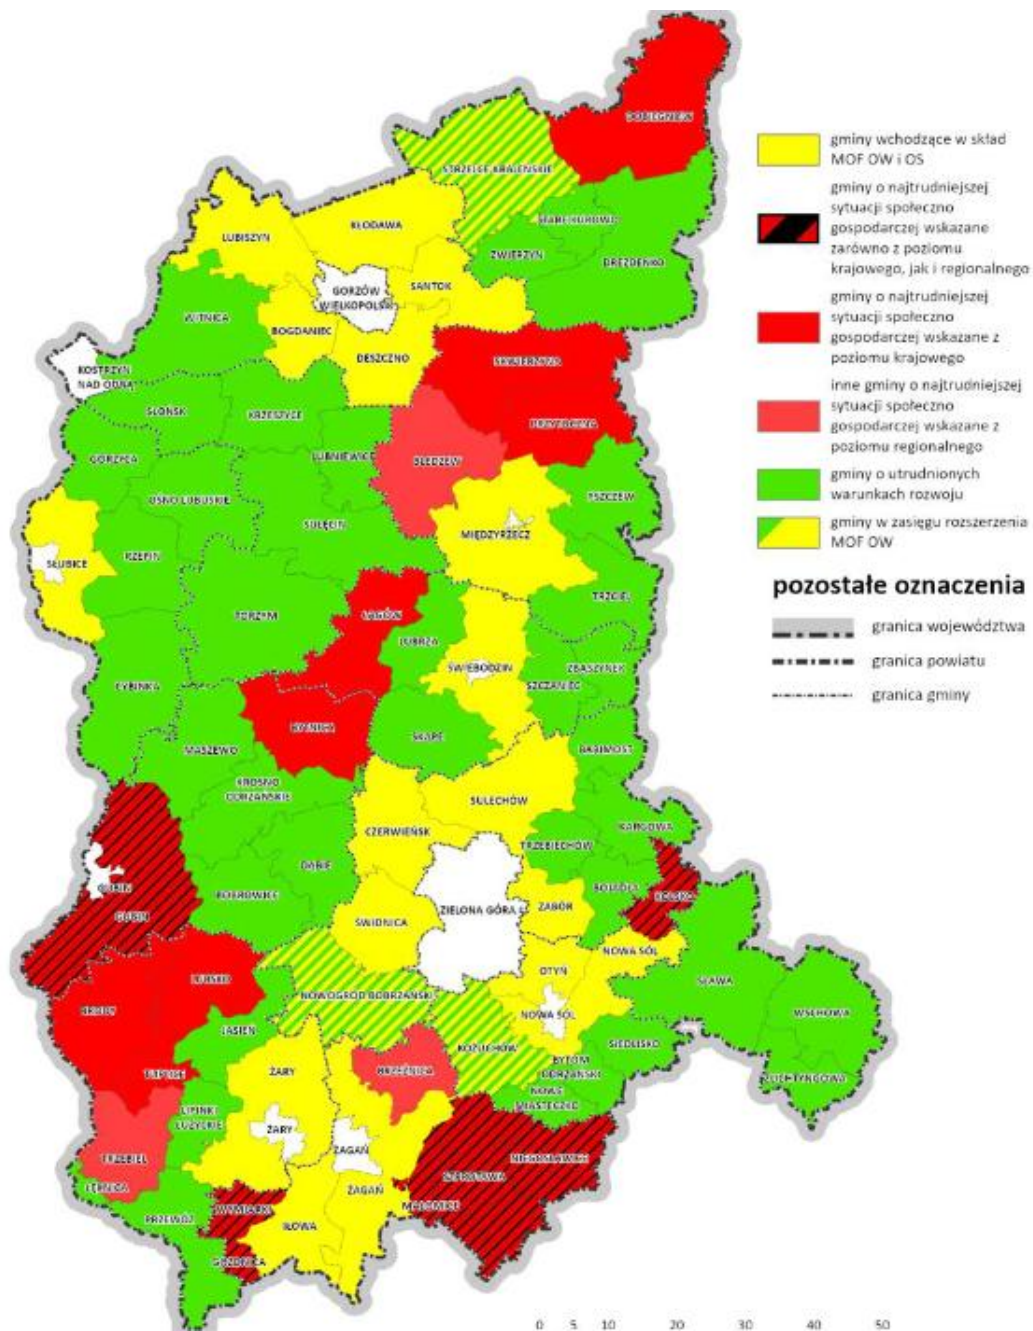 DOBIEGNIEW
STRZELCE KRAJEŃSKIE
STARE KUROWO
KŁODAWA
LUBISZYN
ZWIERZYN
DREZDENKO
SANTOK
GORZÓW
WIELKOPOLSKI
WITNICA
BOGDANIEC
DESZCZNO
KOSTRZYN
NAD ODRĄ
SKWIERZYNA
SŁOŃSK
KRZESZYCE
PRZYTOCZNA
GÓRZYCA
LUBNIEWICE
BLEDZEW
OŚNO LUBUSKIE
PSZCZEW
SULĘCIN
MIĘDZYRZECZ
RZEPIN
SŁUBICE
TRZCIEL
TORZYM
ŁAGÓW
LUBRZA
ŚWIEBODZIN
ZBĄSZYNEK
CYBINKA
SZCZANIEC
BYTNICA
SKĄPE
MASZEWO
BABIMOST
KROSNO
ODRZAŃSKIE
SULECHÓW
CZERWIEŃSK
KARGOWA
TRZEBIECHÓW
DĄBIE
GUBIN
BOBROWICE
BOJADŁA
KOLSKO
GUBIN
ŚWIDNICA
ZIELONA GÓRA
ZABÓR
NOWA SÓL
OTYŃ
LUBSKO
NOWOGRÓD BOBRZAŃSKI
SŁAWA
BRODY
NOWA SÓL
WSCHOWA
JASIEŃ
KOŻUCHÓW
SIEDLISKO
BYTOM
ODRZAŃSKI
TUPLICE
ŻARY
BRZEŹNICA
SZLICHTYNGOWA
NOWE
MIASTECZKO
LIPINKI
ŁUŻYCKIE
ŻARY
ŻAGAŃ
TRZEBIEL
NIEGOSŁAWICE
SZPROTAWA
ŁĘKNICA
ŻAGAŃ
MAŁOMICE
WYMIARKI
PRZEWÓZ
IŁOWA
GOZDNICA
gminy wchodzące w skład
MOF OW i OS
gminy o najtrudniejszej
sytuacji społeczno
gospodarczej wskazane
zarówno z poziomu
krajowego, jak i regionalnego
gminy o najtrudniejszej
sytuacji społeczno
gospodarczej wskazane z
poziomu krajowego
inne gminy o najtrudniejszej
sytuacji społeczno
gospodarczej wskazane z
poziomu regionalnego
gminy o utrudnionych
warunkach rozwoju
gminy w zasięgu rozszerzenia
MOF OW
pozostałe oznaczenia
granica województwa
granica powiatu
granica gminy
0 5 10 20 30 40 50